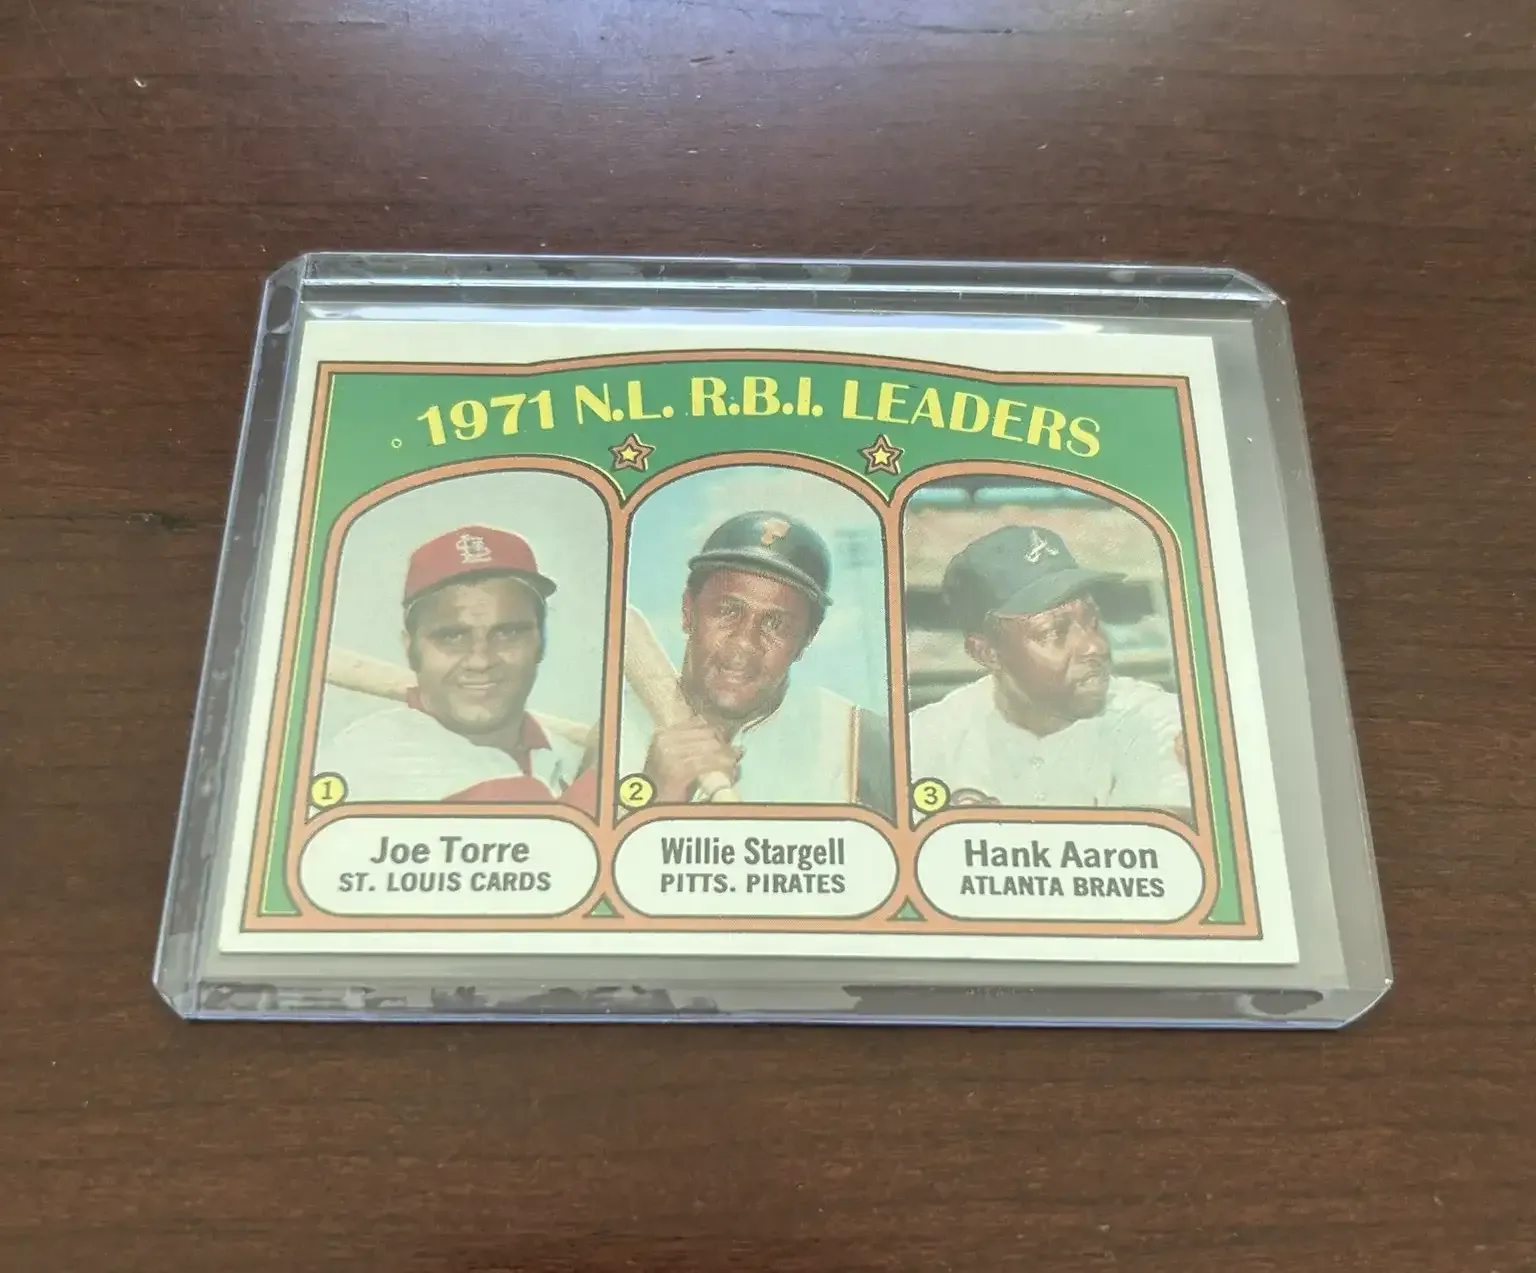 1971 N.L. R.B.I. LEADERS
1
2
3
Joe Torre
ST. LOUIS CARDS
Willie Stargell
PITTS. PIRATES
Hank Aaron
ATLANTA BRAVES